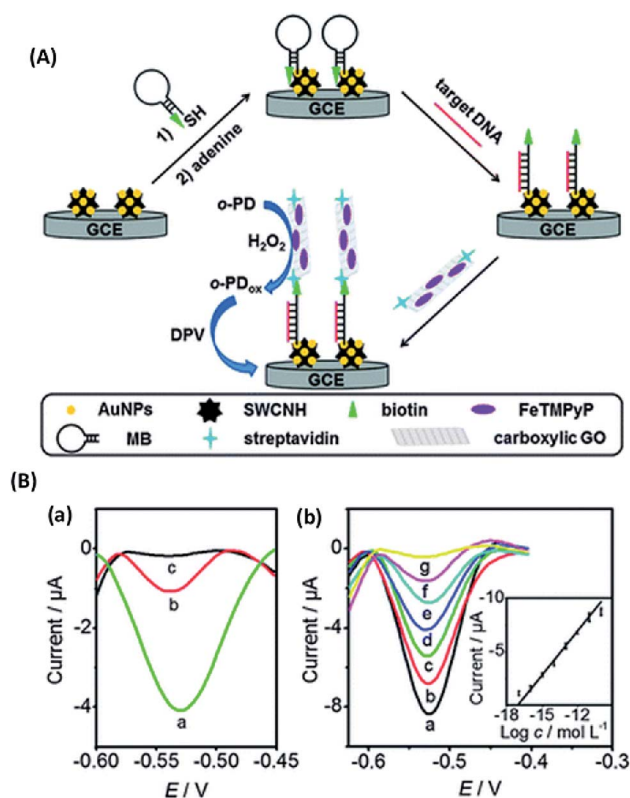 (A)
1) SH
2) adenine
GCE
target DNA
GCE
GCE
o-PD
H₂O₂
o-PDox
DPV
GCE
AuNPs SWCNH biotin FeTMPyP
MB streptavidin carboxylic GO
(B)
(a)
Current / µA
0
-2
-4
c
b
a
-0.60 -0.55 -0.50 -0.45
E / V
(b)
Current / µA
0
-4
-8
g
f
e
d
c
b
a
-0.6 -0.5 -0.4 -0.3
E / V
Current / µA
-10
-5
-18 -15 -12
Log c / mol L⁻¹